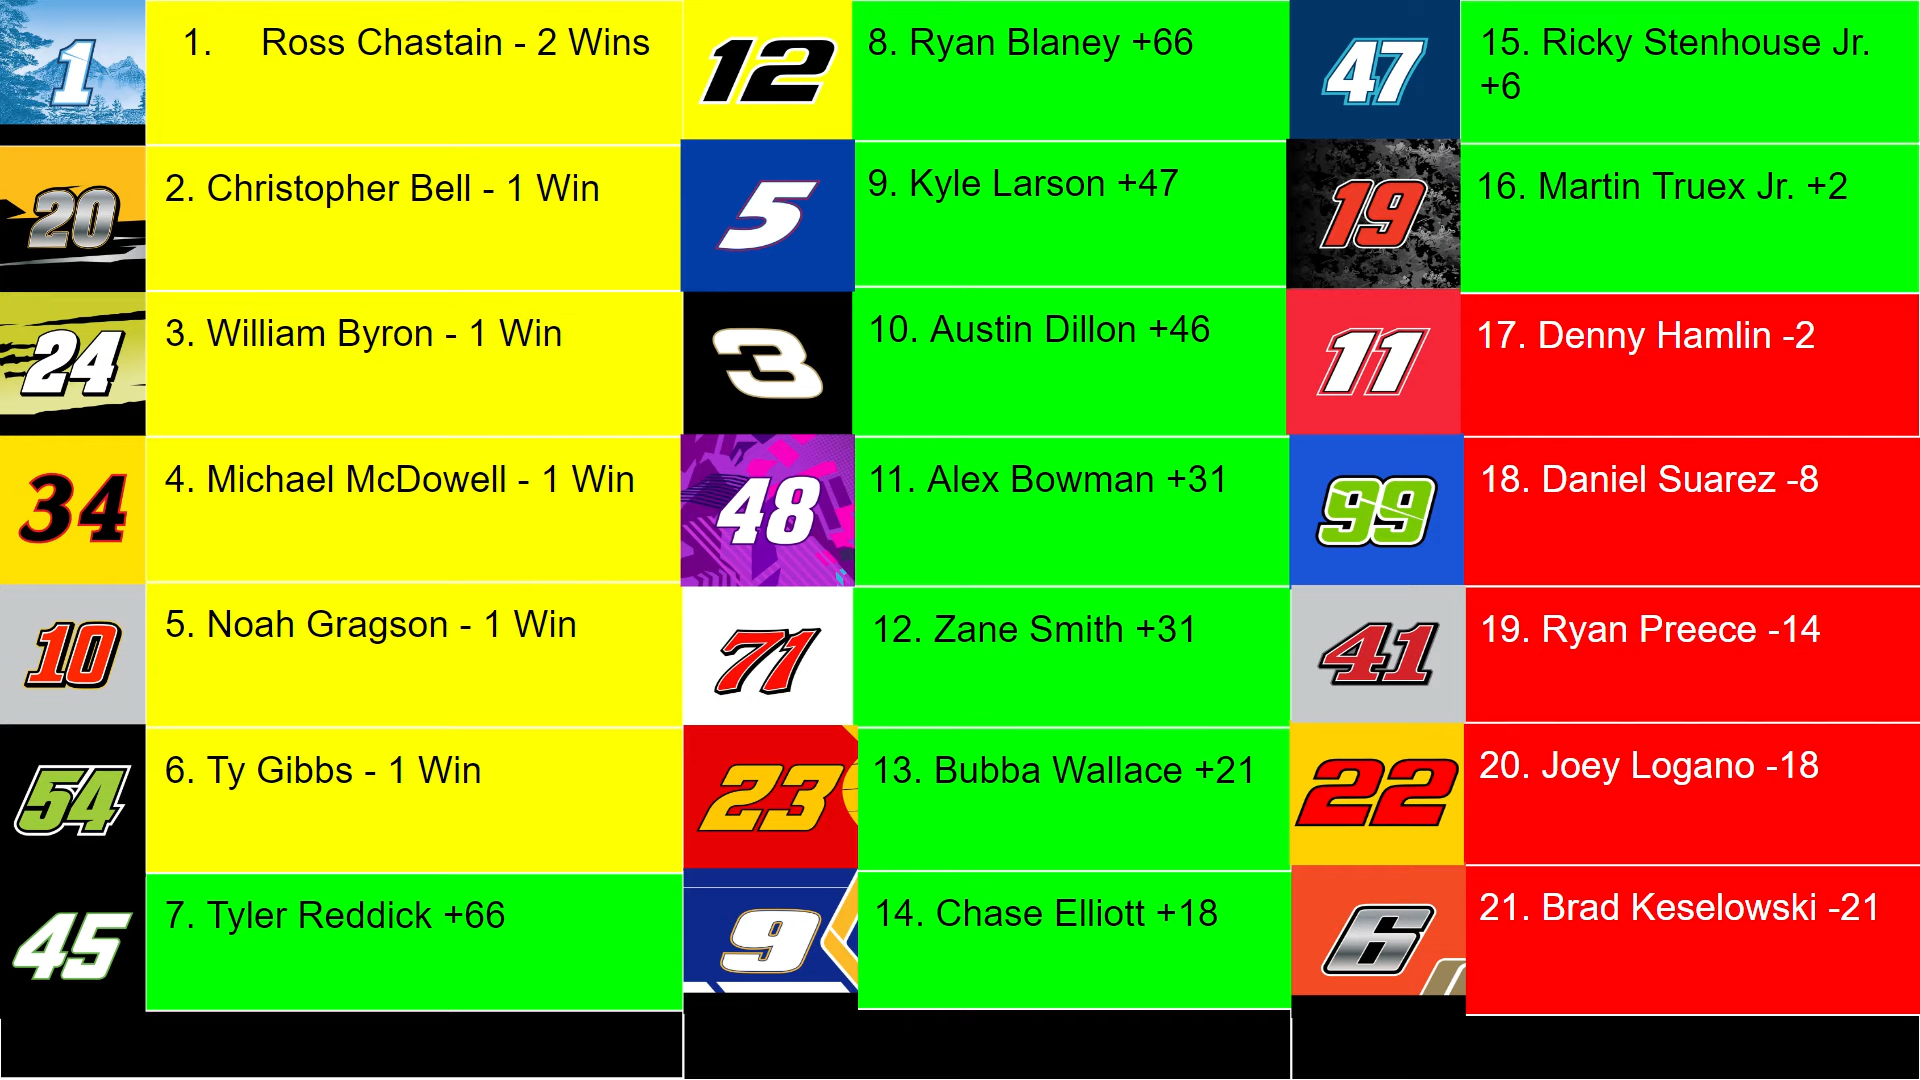 1
1. Ross Chastain - 2 Wins
20
2. Christopher Bell - 1 Win
24
3. William Byron - 1 Win
34
4. Michael McDowell - 1 Win
10
5. Noah Gragson - 1 Win
54
6. Ty Gibbs - 1 Win
45
7. Tyler Reddick +66
12
8. Ryan Blaney +66
5
9. Kyle Larson +47
3
10. Austin Dillon +46
48
11. Alex Bowman +31
71
12. Zane Smith +31
23
13. Bubba Wallace +21
9
14. Chase Elliott +18
47
15. Ricky Stenhouse Jr.
+6
19
16. Martin Truex Jr. +2
11
17. Denny Hamlin -2
99
18. Daniel Suarez -8
41
19. Ryan Preece -14
22
20. Joey Logano -18
6
21. Brad Keselowski -21